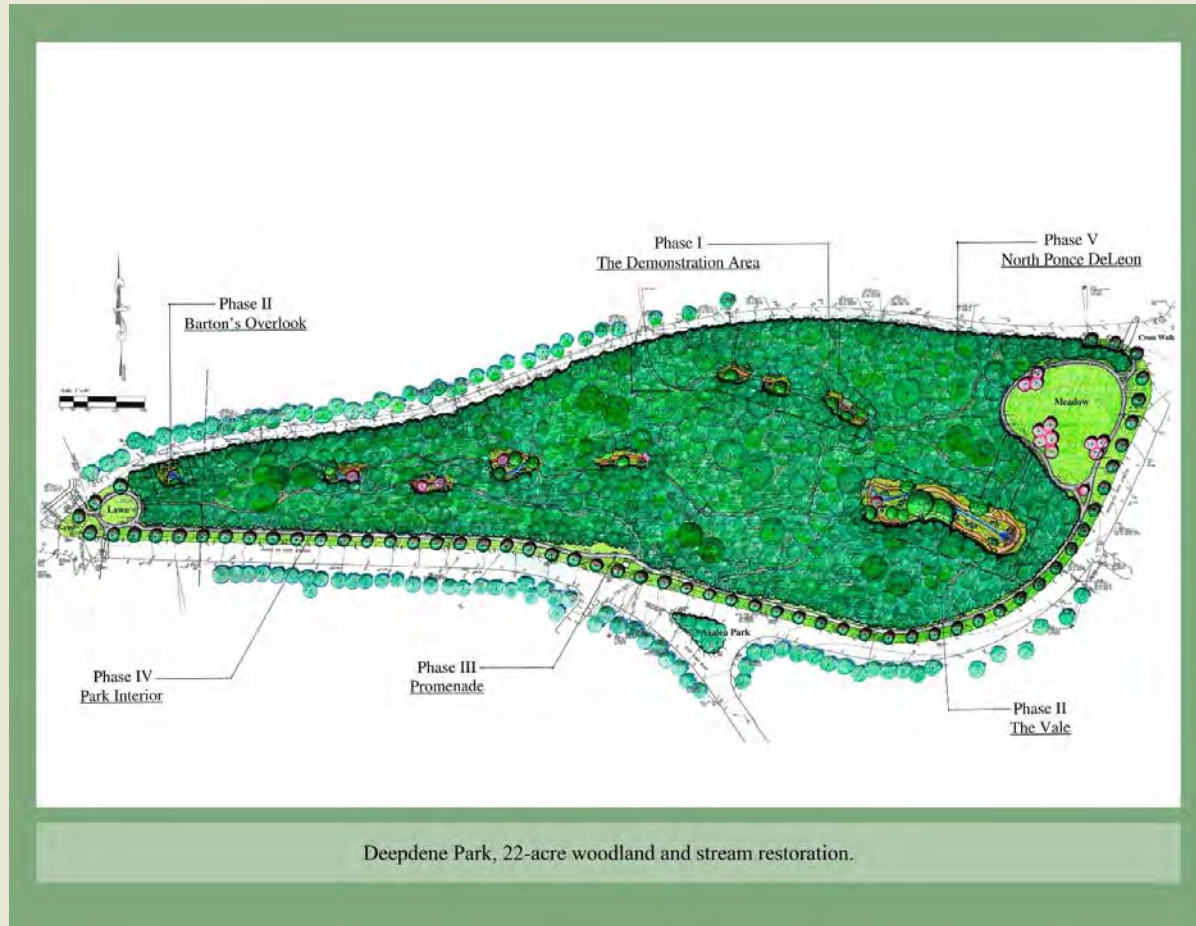 Phase I
The Demonstration Area
Phase V
North Ponce DeLeon
Phase II
Barton's Overlook
Cross Walk
Meadow
Lawn
Azalea Park
Phase IV
Park Interior
Phase III
Promenade
Phase II
The Vale
Deepdene Park, 22-acre woodland and stream restoration.